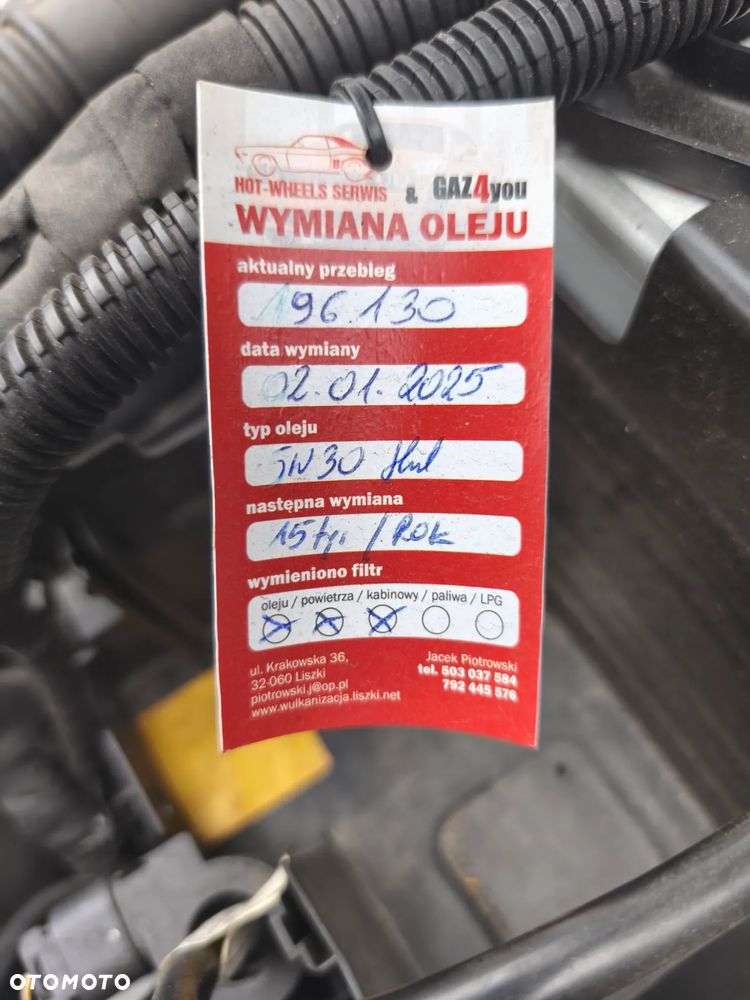 HOT-WHEELS SERWIS & GAZ4you
WYMIANA OLEJU
aktualny przebieg
196.130
data wymiany
02.01.2025
typ oleju
5W30
następna wymiana
15 tyś / Rok
wymieniono filtr
oleju / powietrza / kabinowy / paliwa / LPG
ul. Krakowska 36,
32-060 Liszki
piotrowski.j@op.pl
www.wulkanizacja.liszki.net
Jacek Piotrowski
tel. 503 037 584
792 445 576
OTOMOTO